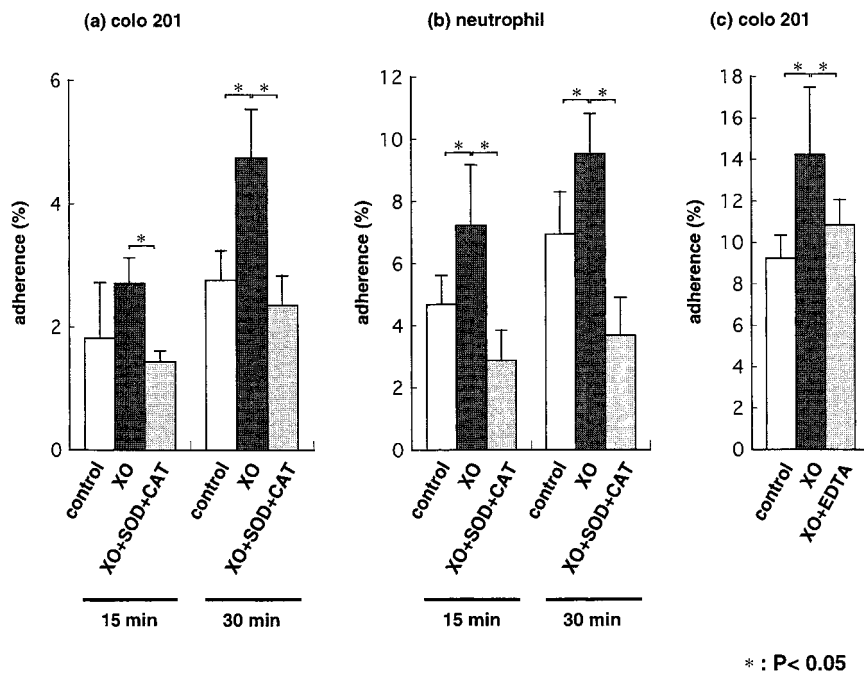 (a) colo 201
(b) neutrophil
(c) colo 201
adherence (%)
6
4
2
0
* * *
control
XO
XO+SOD+CAT
control
XO
XO+SOD+CAT
15 min
30 min
adherence (%)
12
10
8
6
4
2
0
* * * *
control
XO
XO+SOD+CAT
control
XO
XO+SOD+CAT
15 min
30 min
adherence (%)
18
16
14
12
10
8
6
4
2
0
* *
control
XO
XO+EDTA
* : P< 0.05